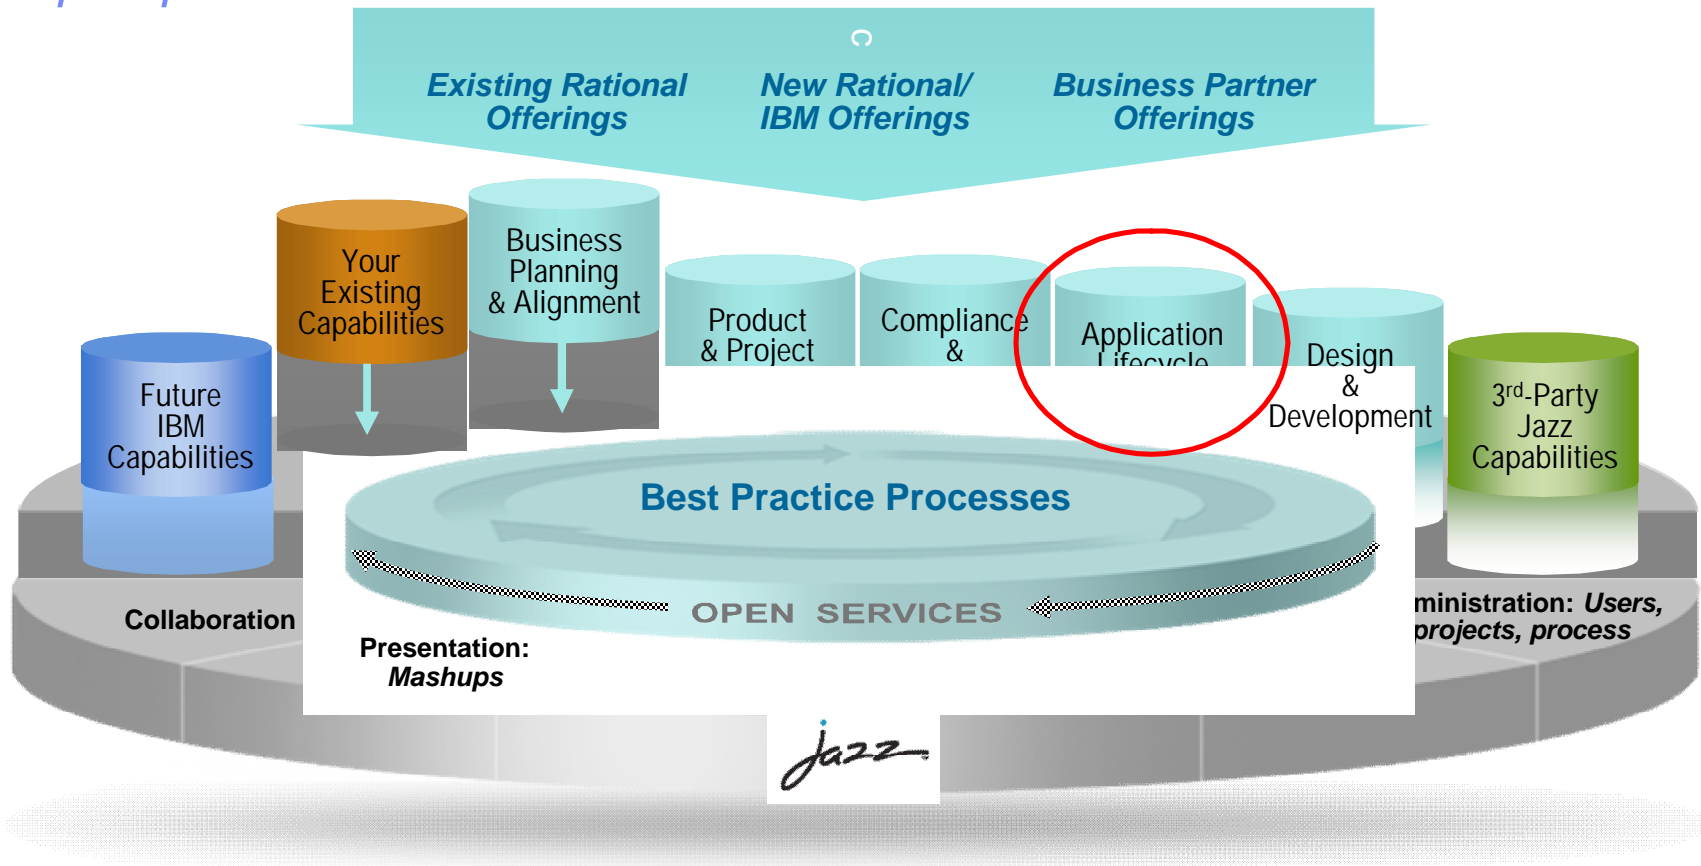 C
Existing Rational
Offerings
New Rational/
IBM Offerings
Business Partner
Offerings
Your
Existing
Capabilities
Business
Planning
& Alignment
Product
& Project
Compliance
&
Application
Lifecycle
Design
&
Development
Future
IBM
Capabilities
3rd-Party
Jazz
Capabilities
Best Practice Processes
OPEN SERVICES
Collaboration
Presentation:
Mashups
ministration: Users,
projects, process
jazz